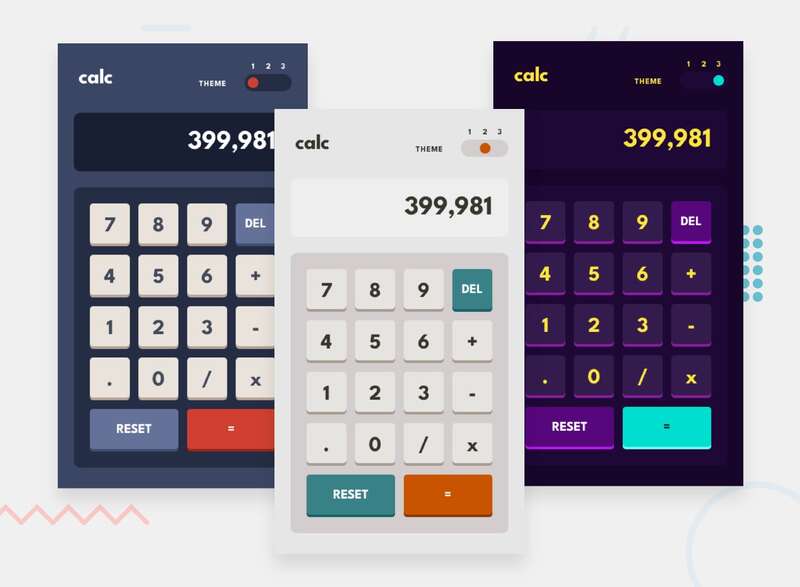 calc
1 2 3
THEME
399,981
7 8 9 DEL
4 5 6 +
1 2 3 -
. 0 / x
RESET =
calc
1 2 3
THEME
399,981
7 8 9 DEL
4 5 6 +
1 2 3 -
. 0 / x
RESET =
calc
1 2 3
THEME
399,981
7 8 9 DEL
4 5 6 +
1 2 3 -
. 0 / x
RESET =